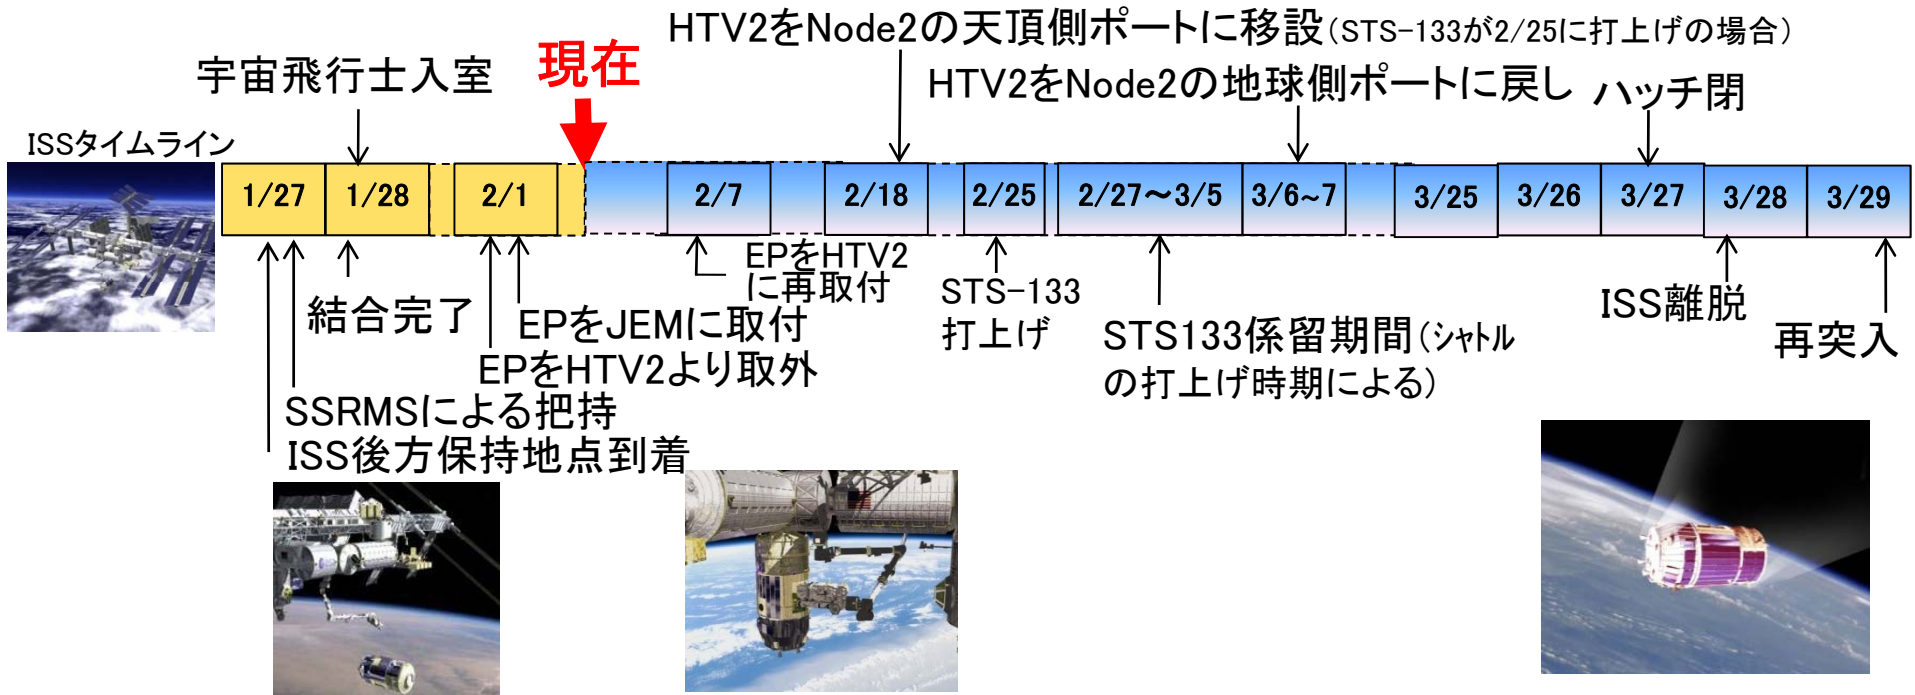 HTV2をNode2の天頂側ポートに移設(STS-133が2/25に打上げの場合)
宇宙飛行士入室
現在
HTV2をNode2の地球側ポートに戻し
ハッチ閉
ISSタイムライン
1/27
1/28
2/1
2/7
2/18
2/25
2/27～3/5
3/6~7
3/25
3/26
3/27
3/28
3/29
結合完了
EPをJEMに取付
EPをHTV2より取外
SSRMSによる把持
ISS後方保持地点到着
EPをHTV2
に再取付
STS-133
打上げ
STS133係留期間(シャトル
の打上げ時期による)
ISS離脱
再突入